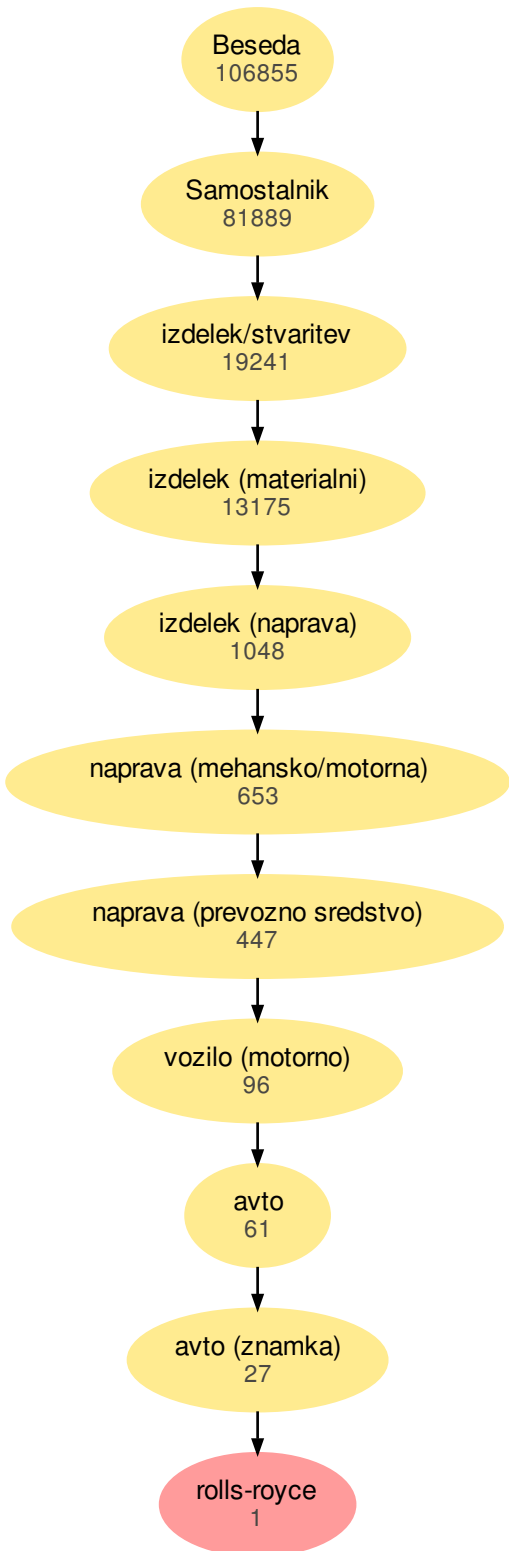 Beseda
106855
Samostalnik
81889
izdelek/stvaritev
19241
izdelek (materialni)
13175
izdelek (naprava)
1048
naprava (mehansko/motorna)
653
naprava (prevozno sredstvo)
447
vozilo (motorno)
96
avto
61
avto (znamka)
27
rolls-royce
1